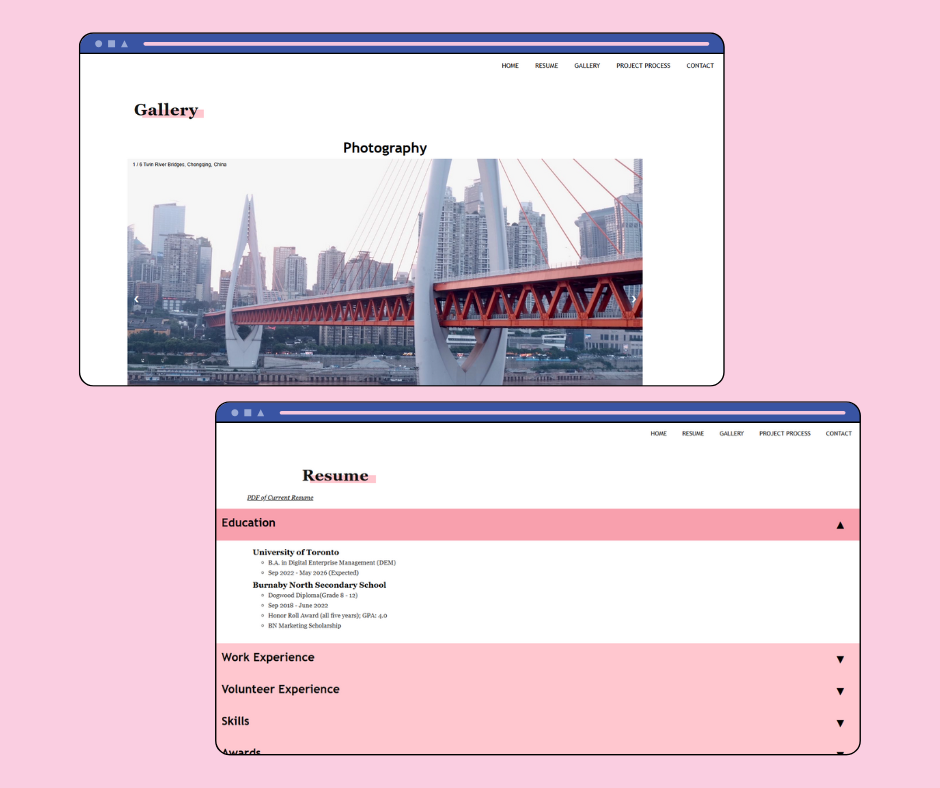 HOME RESUME GALLERY PROJECT PROCESS CONTACT
Gallery
Photography
1 / 6 Twin River Bridges, Chongqing, China
HOME RESUME GALLERY PROJECT PROCESS CONTACT
Resume
PDF of Current Resume
Education
University of Toronto
B.A. in Digital Enterprise Management (DEM)
Sep 2022 - May 2026 (Expected)
Burnaby North Secondary School
Dogwood Diploma(Grade 8 - 12)
Sep 2018 - June 2022
Honor Roll Award (all five years); GPA: 4.0
BN Marketing Scholarship
Work Experience
Volunteer Experience
Skills
Awards